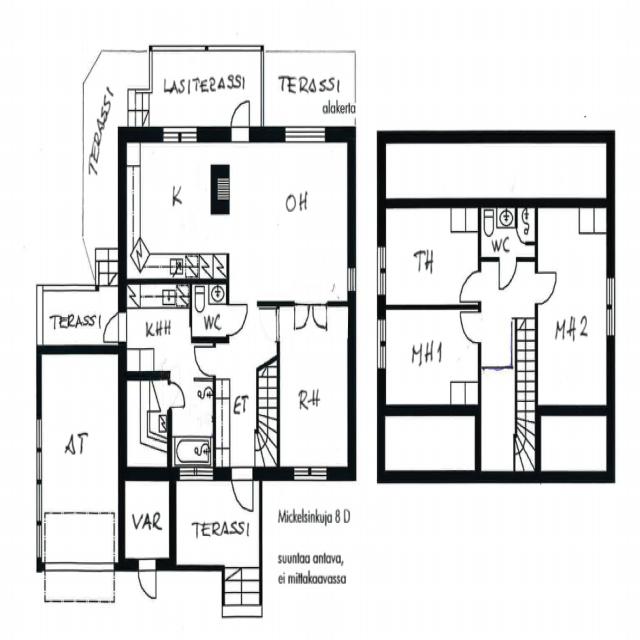 LASITERASSI
TERASSI
alakerta
TERASSI
K
OH
TERASSI
KHH
WC
ET
RH
AT
VAR
TERASSI
Mickelsinkuja 8 D
suuntaa antava,
ei mittakaavassa
TH
WC
MH1
MH2